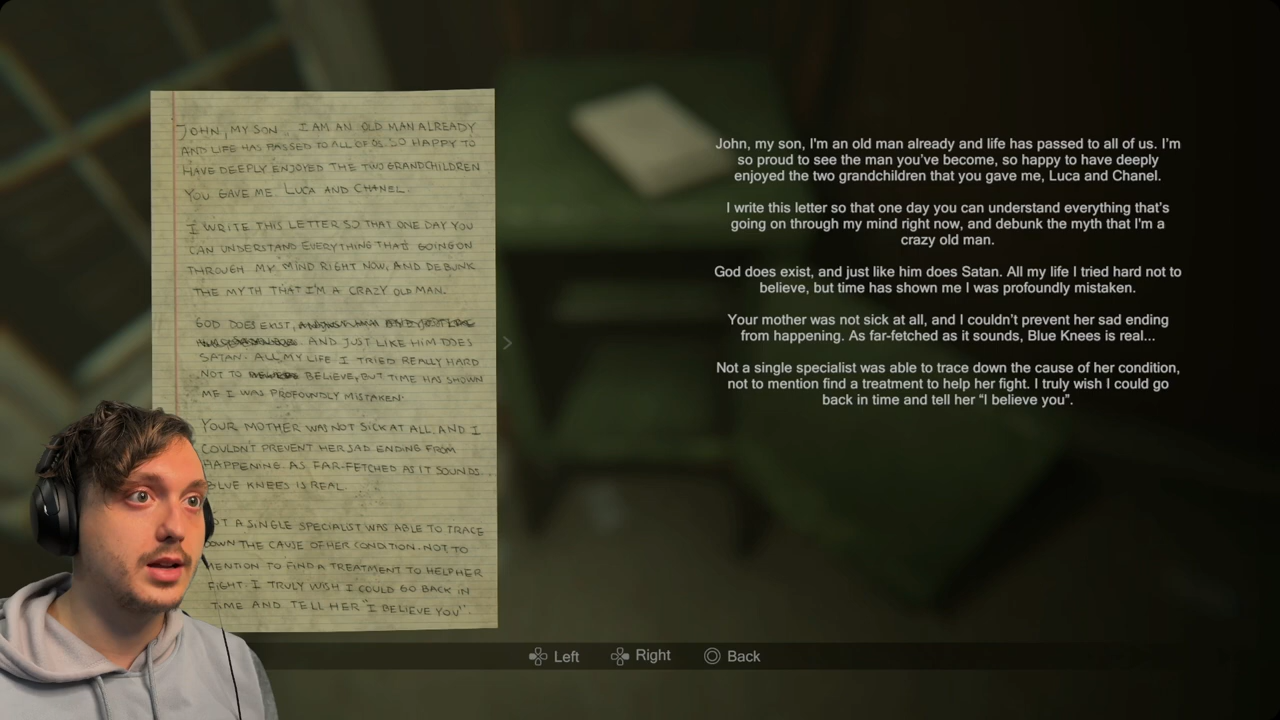 JOHN, MY SON I AM AN OLD MAN ALREADY
AND LIFE HAS PASSED TO ALL OF US. SO HAPPY TO
HAVE DEEPLY ENJOYED THE TWO GRANDCHILDREN
YOU GAVE ME. LUCA AND CHANEL.
I WRITE THIS LETTER SO THAT ONE DAY YOU
CAN UNDERSTAND EVERYTHING THAT'S GOING ON
THROUGH MY MIND RIGHT NOW, AND DEBUNK
THE MYTH THAT I'M A CRAZY OLD MAN.
GOD DOES EXIST,
AND JUST LIKE HIM DOES
SATAN. ALL MY LIFE I TRIED REALLY HARD
NOT TO BELIEVE, BUT TIME HAS SHOWN
ME I WAS PROFOUNDLY MISTAKEN.
YOUR MOTHER WAS NOT SICK AT ALL, AND I
COULDN'T PREVENT HER SAD ENDING FROM
HAPPENING. AS FAR-FETCHED AS IT SOUNDS
BLUE KNEES IS REAL.
A SINGLE SPECIALIST WAS ABLE TO TRACE
DOWN THE CAUSE OF HER CONDITION. NOT TO
MENTION TO FIND A TREATMENT TO HELP HER
FIGHT. I TRULY WISH I COULD GO BACK IN
TIME AND TELL HER "I BELIEVE YOU".
John, my son, I'm an old man already and life has passed to all of us. I'm
so proud to see the man you've become, so happy to have deeply
enjoyed the two grandchildren that you gave me, Luca and Chanel.
I write this letter so that one day you can understand everything that's
going on through my mind right now, and debunk the myth that I'm a
crazy old man.
God does exist, and just like him does Satan. All my life I tried hard not to
believe, but time has shown me I was profoundly mistaken.
Your mother was not sick at all, and I couldn't prevent her sad ending
from happening. As far-fetched as it sounds, Blue Knees is real...
Not a single specialist was able to trace down the cause of her condition,
not to mention find a treatment to help her fight. I truly wish I could go
back in time and tell her “I believe you”.
Left Right Back